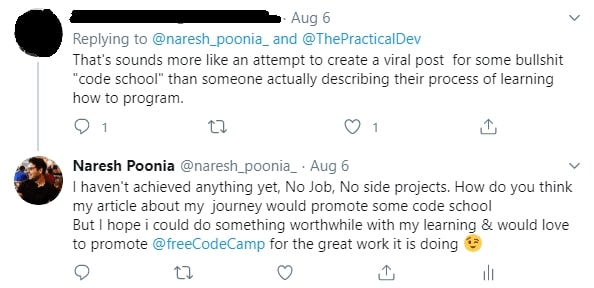 · Aug 6
Replying to @naresh_poonia_ and @ThePracticalDev
That's sounds more like an attempt to create a viral post for some bullshit
"code school" than someone actually describing their process of learning
how to program.
1 1
Naresh Poonia @naresh_poonia_ · Aug 6
I haven't achieved anything yet, No Job, No side projects. How do you think
my article about my journey would promote some code school
But I hope i could do something worthwhile with my learning & would love
to promote @freeCodeCamp for the great work it is doing 😉